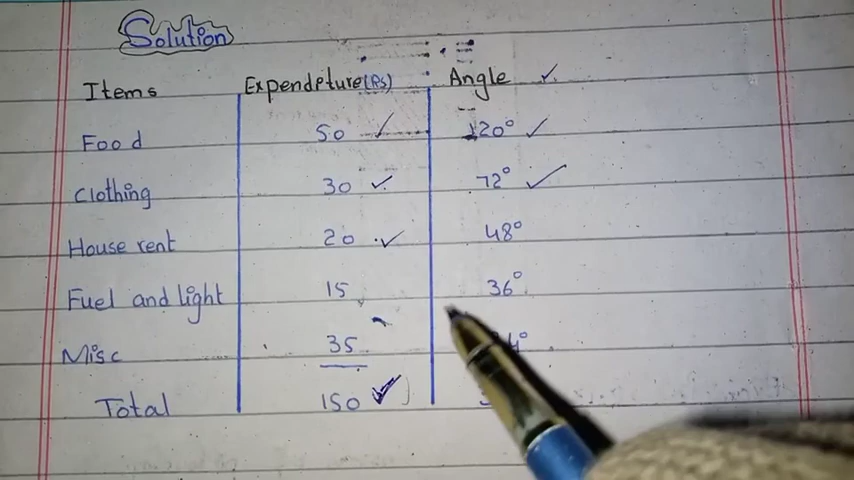 Solution
Items Expendeture(Rs) Angle ✓
Food 50 ✓ 120° ✓
Clothing 30 ✓ 72° ✓
House rent 20 ✓ 48°
Fuel and light 15 36°
Misc 35
Total 150 ✓